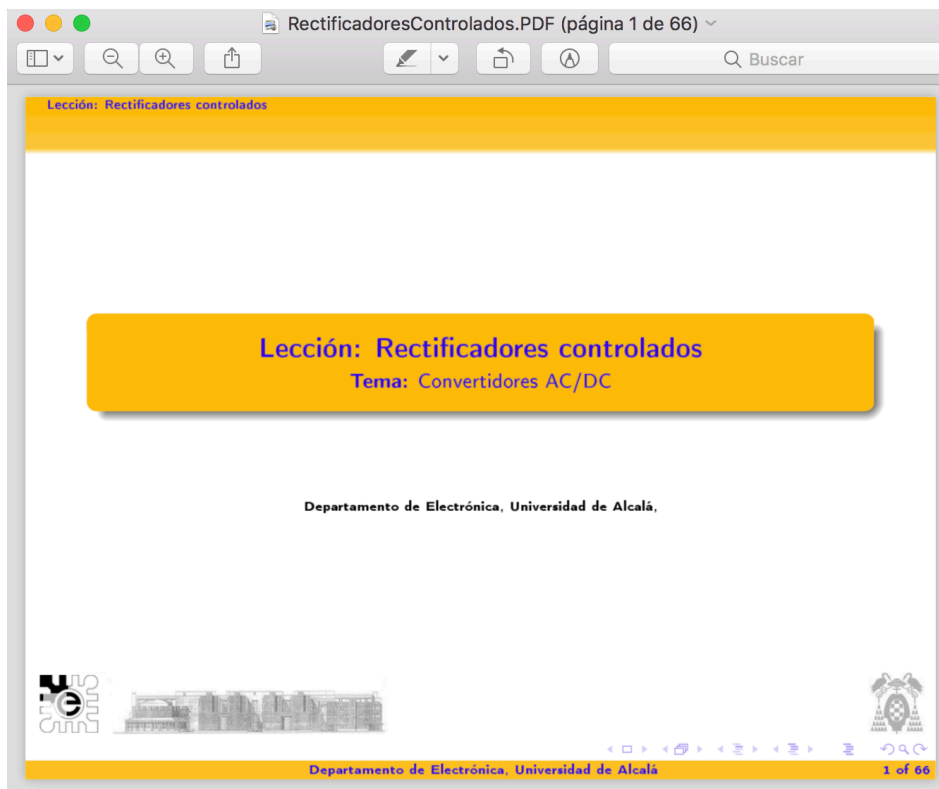 RectificadoresControlados.PDF (página 1 de 66)
Buscar
Lección: Rectificadores controlados
Lección: Rectificadores controlados
Tema: Convertidores AC/DC
Departamento de Electrónica, Universidad de Alcalá,
Departamento de Electrónica, Universidad de Alcalá
1 of 66